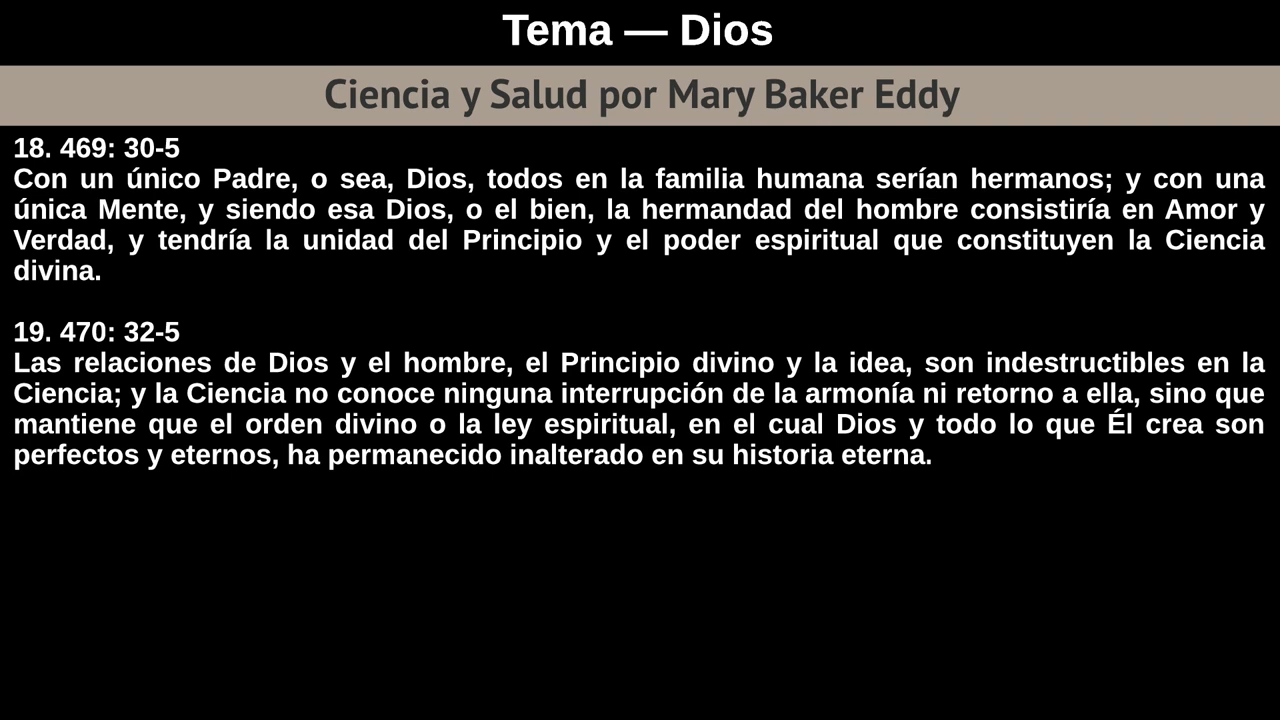 Tema — Dios
Ciencia y Salud por Mary Baker Eddy
18. 469: 30-5
Con un único Padre, o sea, Dios, todos en la familia humana serían hermanos; y con una
única Mente, y siendo esa Dios, o el bien, la hermandad del hombre consistiría en Amor y
Verdad, y tendría la unidad del Principio y el poder espiritual que constituyen la Ciencia
divina.
19. 470: 32-5
Las relaciones de Dios y el hombre, el Principio divino y la idea, son indestructibles en la
Ciencia; y la Ciencia no conoce ninguna interrupción de la armonía ni retorno a ella, sino que
mantiene que el orden divino o la ley espiritual, en el cual Dios y todo lo que Él crea son
perfectos y eternos, ha permanecido inalterado en su historia eterna.